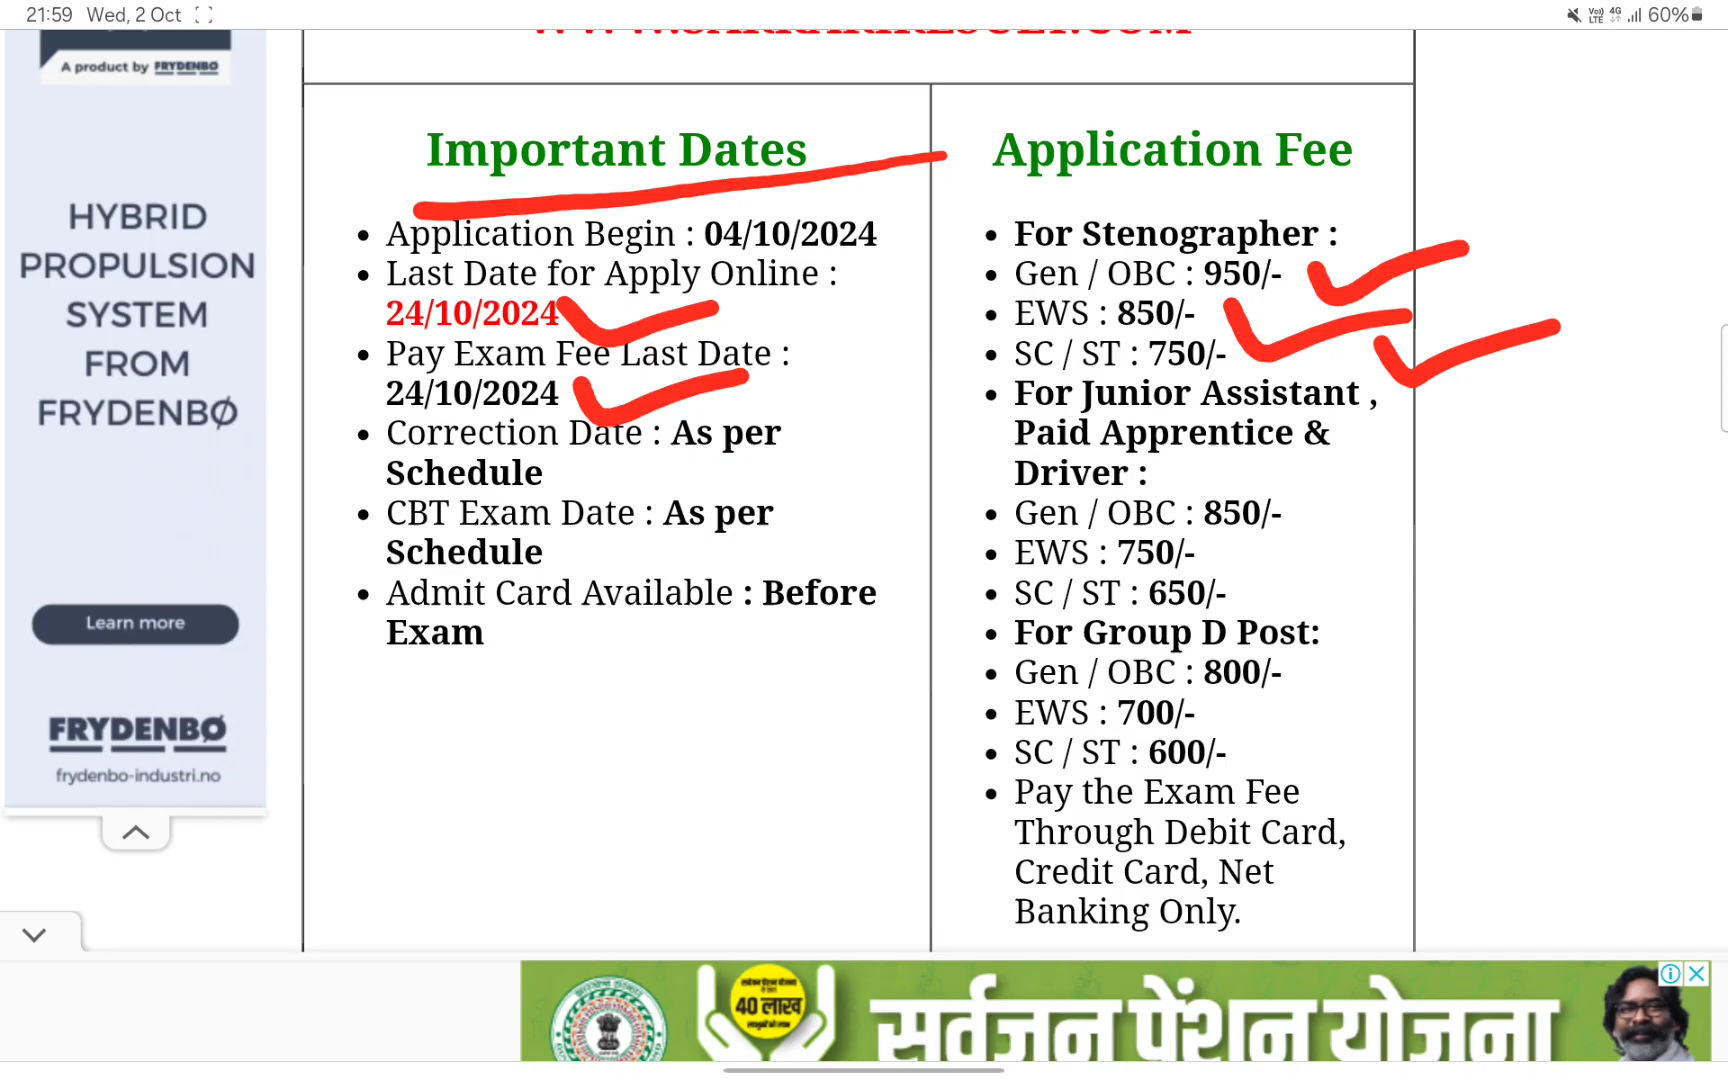 21:59 Wed, 2 Oct
Vo) LTE 4G 60%
A product by FRYDENBØ
HYBRID
PROPULSION
SYSTEM
FROM
FRYDENBØ
Learn more
FRYDENBØ
frydenbo-industri.no
Important Dates
Application Begin : 04/10/2024
Last Date for Apply Online :
24/10/2024
Pay Exam Fee Last Date :
24/10/2024
Correction Date : As per
Schedule
CBT Exam Date : As per
Schedule
Admit Card Available : Before
Exam
Application Fee
For Stenographer :
Gen / OBC : 950/-
EWS : 850/-
SC / ST : 750/-
For Junior Assistant ,
Paid Apprentice &
Driver :
Gen / OBC : 850/-
EWS : 750/-
SC / ST : 650/-
For Group D Post:
Gen / OBC : 800/-
EWS : 700/-
SC / ST : 600/-
Pay the Exam Fee
Through Debit Card,
Credit Card, Net
Banking Only.
40 लाख
सर्वजन पेंशन योजना